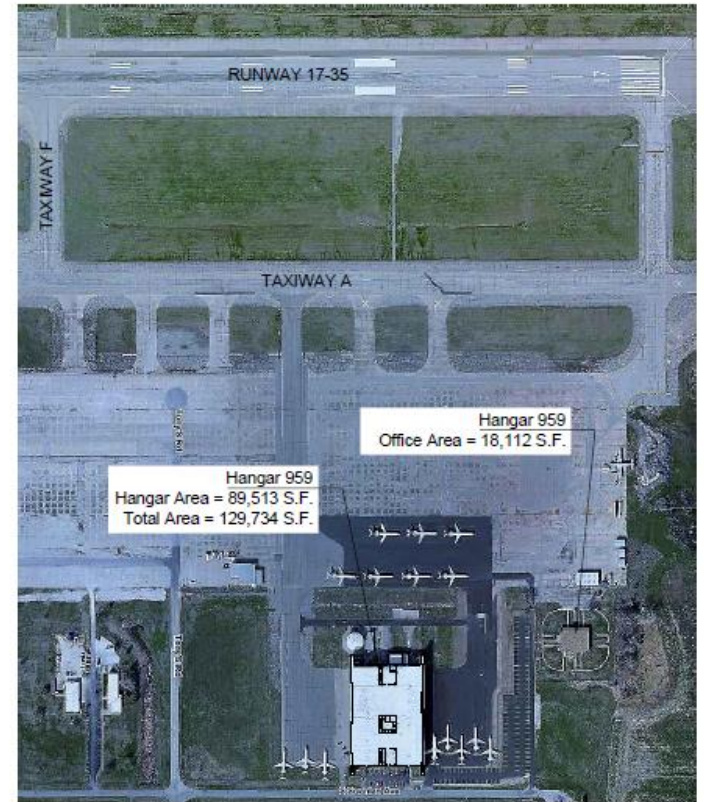 RUNWAY 17-35
TAXIWAY F
TAXIWAY A
Hangar 959
Office Area = 18,112 S.F.
Hangar 959
Hangar Area = 89,513 S.F.
Total Area = 129,734 S.F.